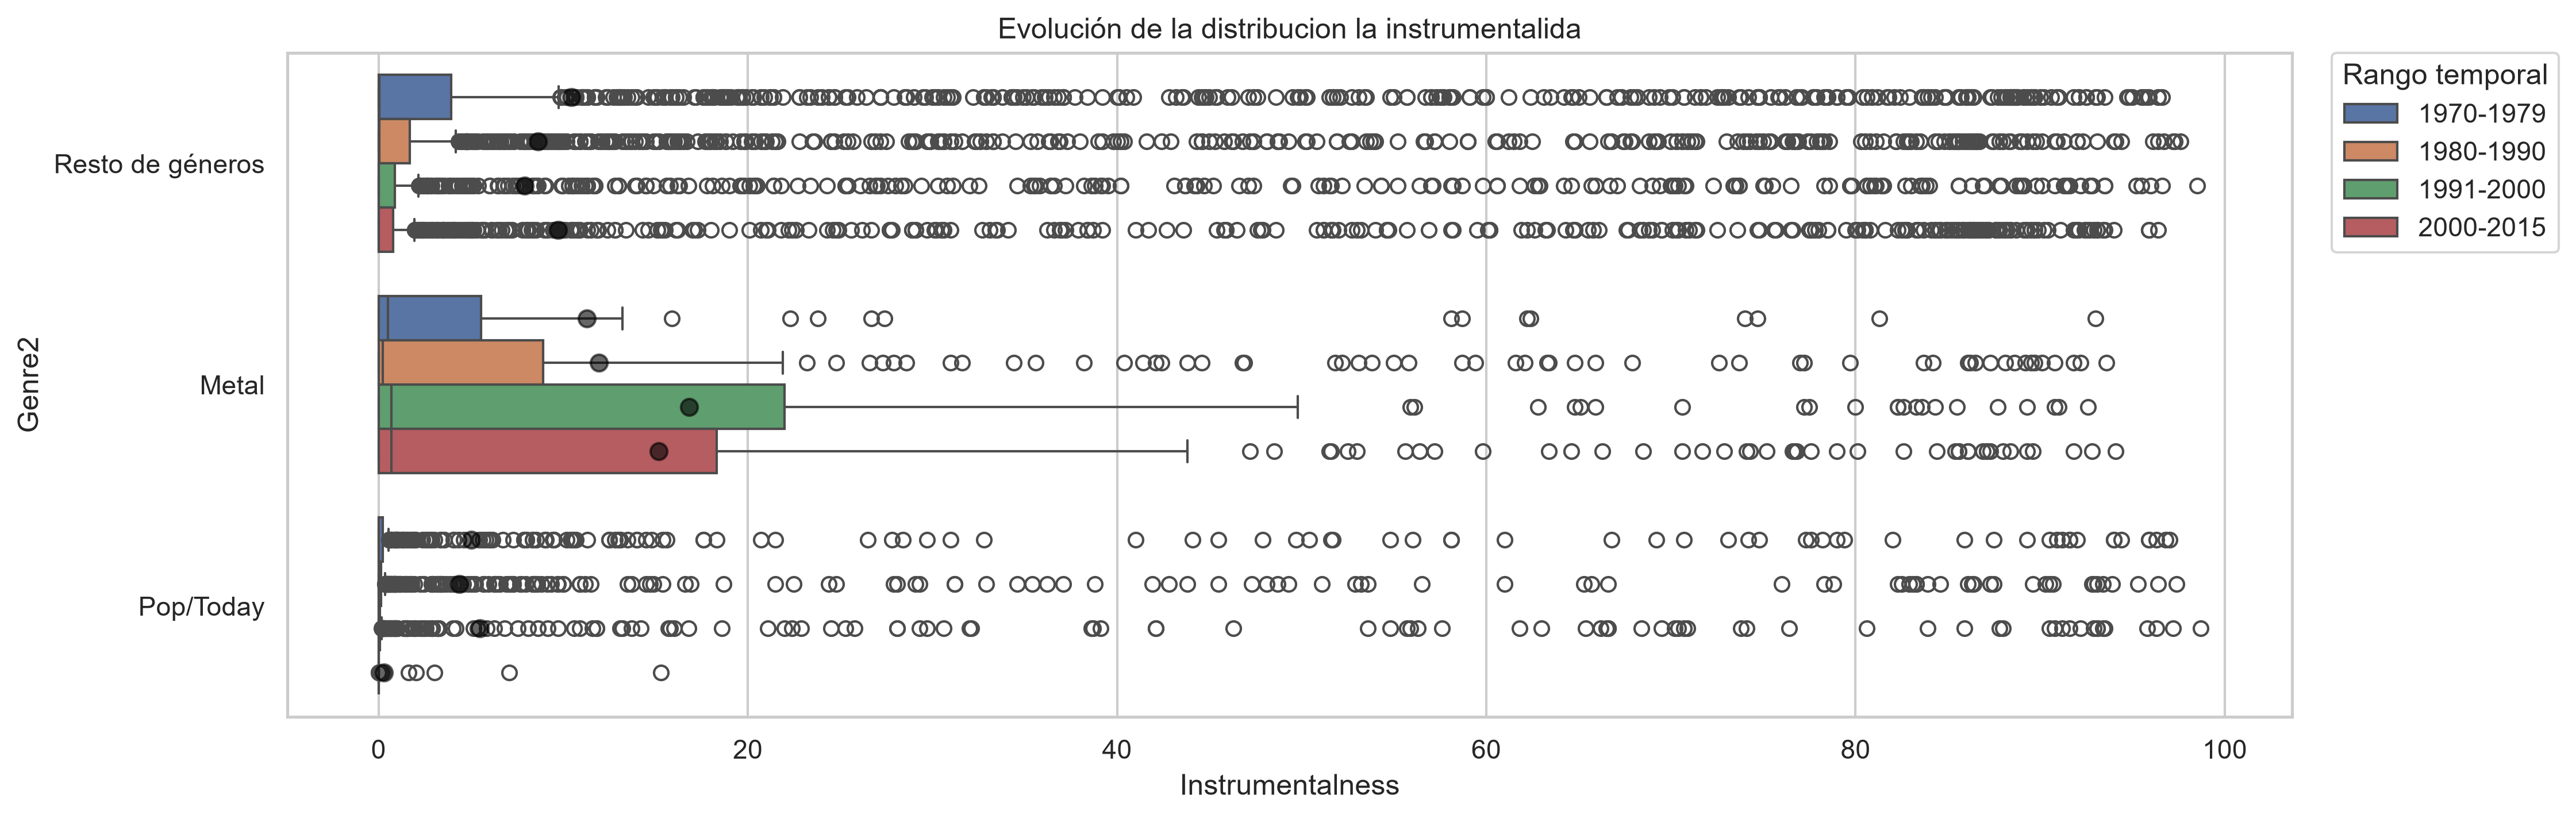 Evolución de la distribucion la instrumentalida
Rango temporal
1970-1979
1980-1990
1991-2000
2000-2015
Genre2
Resto de géneros
Metal
Pop/Today
0 20 40 60 80 100
Instrumentalness